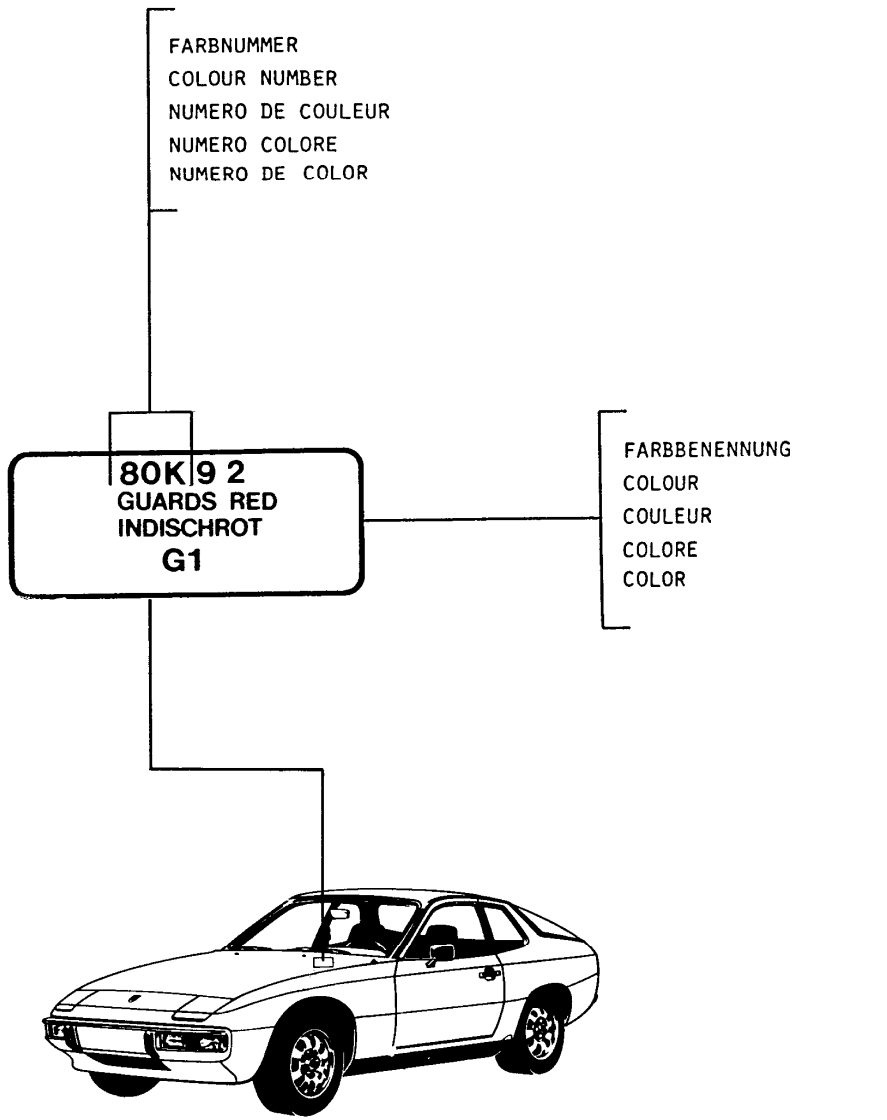 FARBNUMMER
COLOUR NUMBER
NUMERO DE COULEUR
NUMERO COLORE
NUMERO DE COLOR
80K 9 2
GUARDS RED
INDISCHROT
G1
FARBBENENNUNG
COLOUR
COULEUR
COLORE
COLOR